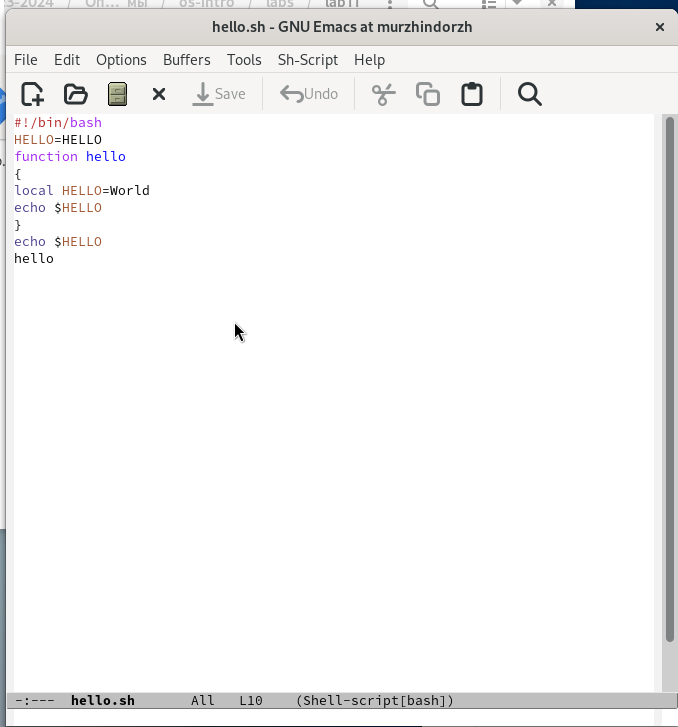 3-2024 / Оп… мы / os-intro / labs / lab11
hello.sh - GNU Emacs at murzhindorzh
File Edit Options Buffers Tools Sh-Script Help
Save Undo
#!/bin/bash
HELLO=HELLO
function hello
{
local HELLO=World
echo $HELLO
}
echo $HELLO
hello
-:--- hello.sh All L10 (Shell-script[bash])